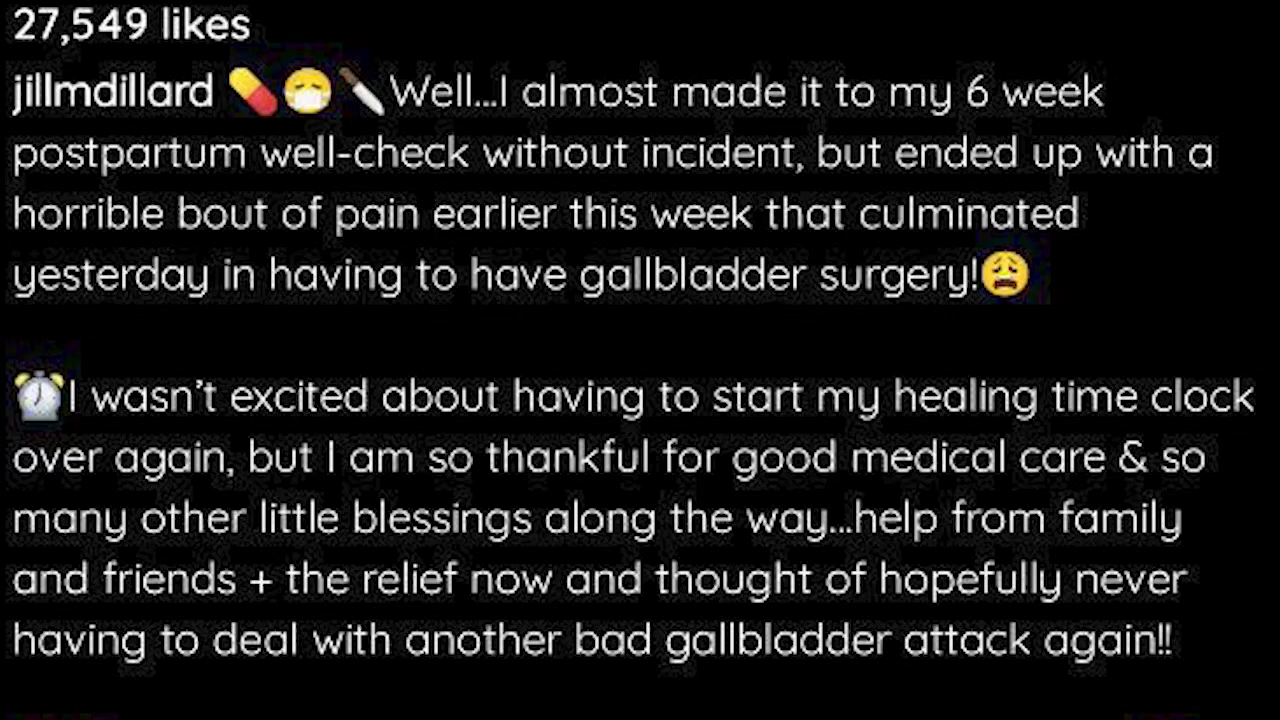 27,549 likes
jillmdillard 💊😷🔪Well...I almost made it to my 6 week
postpartum well-check without incident, but ended up with a
horrible bout of pain earlier this week that culminated
yesterday in having to have gallbladder surgery!😩
⏰I wasn’t excited about having to start my healing time clock
over again, but I am so thankful for good medical care & so
many other little blessings along the way...help from family
and friends + the relief now and thought of hopefully never
having to deal with another bad gallbladder attack again!!